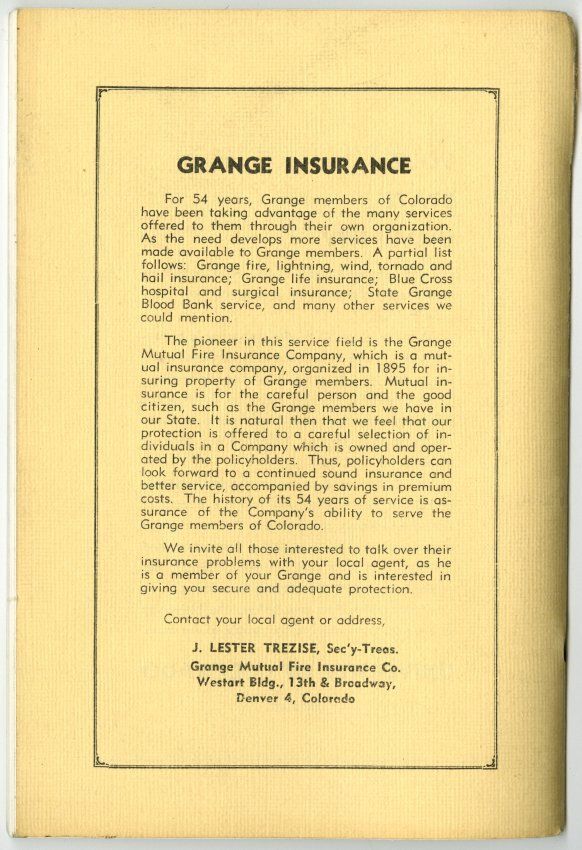 GRANGE INSURANCE
For 54 years, Grange members of Colorado
have been taking advantage of the many services
offered to them through their own organization.
As the need develops more services have been
made available to Grange members. A partial list
follows: Grange fire, lightning, wind, tornado and
hail insurance; Grange life insurance; Blue Cross
hospital and surgical insurance; State Grange
Blood Bank service, and many other services we
could mention.
The pioneer in this service field is the Grange
Mutual Fire Insurance Company, which is a mut-
ual insurance company, organized in 1895 for in-
suring property of Grange members. Mutual in-
surance is for the careful person and the good
citizen, such as the Grange members we have in
our State. It is natural then that we feel that our
protection is offered to a careful selection of in-
dividuals in a Company which is owned and oper-
ated by the policyholders. Thus, policyholders can
look forward to a continued sound insurance and
better service, accompanied by savings in premium
costs. The history of its 54 years of service is as-
surance of the Company's ability to serve the
Grange members of Colorado.
We invite all those interested to talk over their
insurance problems with your local agent, as he
is a member of your Grange and is interested in
giving you secure and adequate protection.
Contact your local agent or address,
J. LESTER TREZISE, Sec'y-Treas.
Grange Mutual Fire Insurance Co.
Westart Bldg., 13th & Broadway,
Denver 4, Colorado